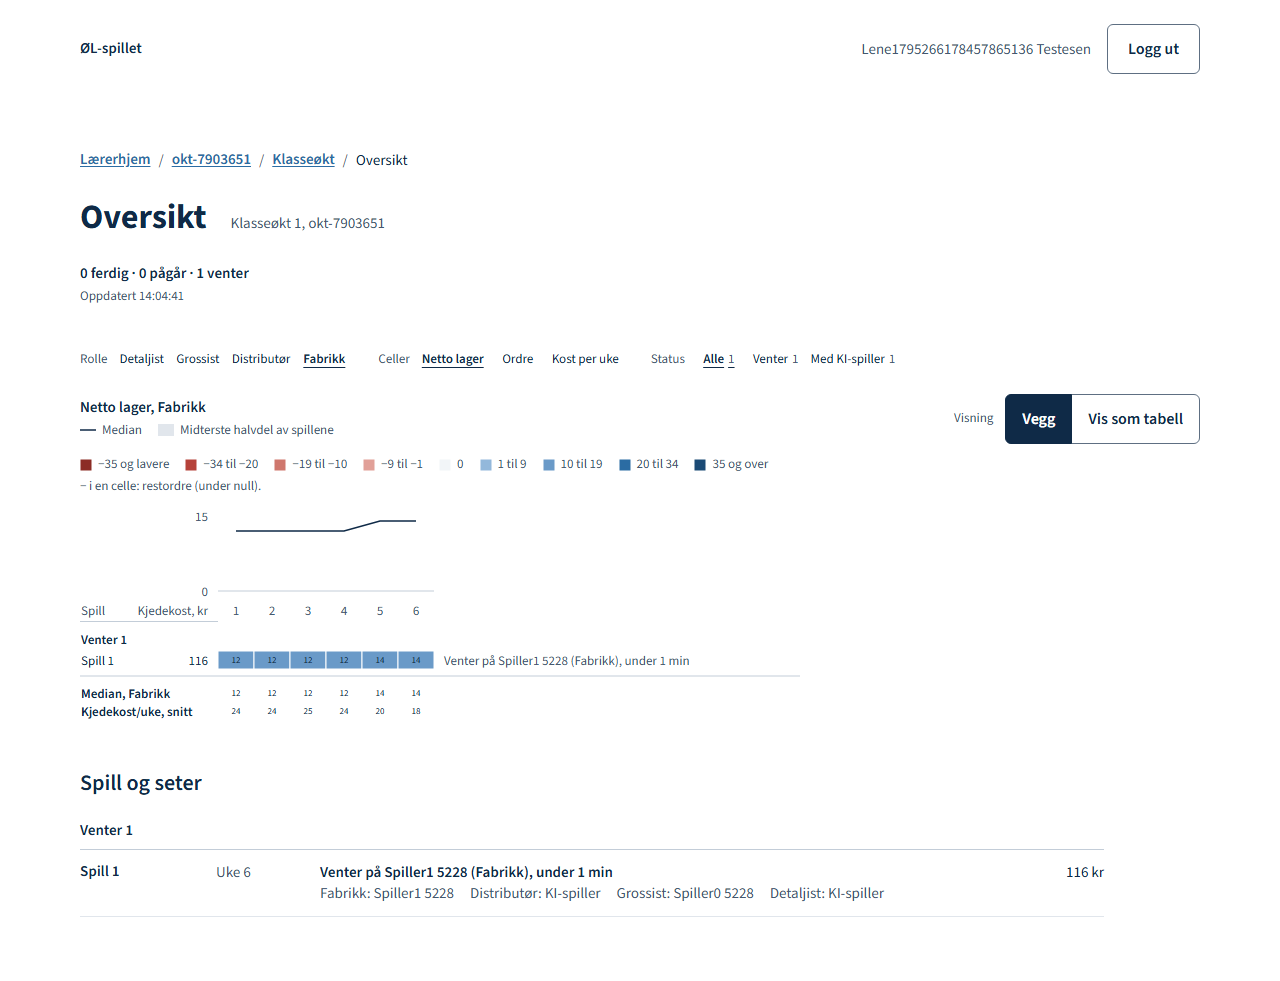 ØL-spillet
Lene1795266178457865136 Testesen
Logg ut
Lærerhjem / okt-7903651 / Klasseøkt / Oversikt
Oversikt Klasseøkt 1, okt-7903651
0 ferdig · 0 pågår · 1 venter
Oppdatert 14:04:41
Rolle Detaljist Grossist Distributør Fabrikk Celler Netto lager Ordre Kost per uke Status Alle 1 Venter 1 Med KI-spiller 1
Netto lager, Fabrikk
Visning Vegg Vis som tabell
Median Midterste halvdel av spillene
−35 og lavere −34 til −20 −19 til −10 −9 til −1 0 1 til 9 10 til 19 20 til 34 35 og over
− i en celle: restordre (under null).
15
0
Spill Kjedekost, kr 1 2 3 4 5 6
Venter 1
Spill 1 116 12 12 12 12 14 14 Venter på Spiller1 5228 (Fabrikk), under 1 min
Median, Fabrikk 12 12 12 12 14 14
Kjedekost/uke, snitt 24 24 25 24 20 18
Spill og seter
Venter 1
Spill 1 Uke 6 Venter på Spiller1 5228 (Fabrikk), under 1 min 116 kr
Fabrikk: Spiller1 5228 Distributør: KI-spiller Grossist: Spiller0 5228 Detaljist: KI-spiller